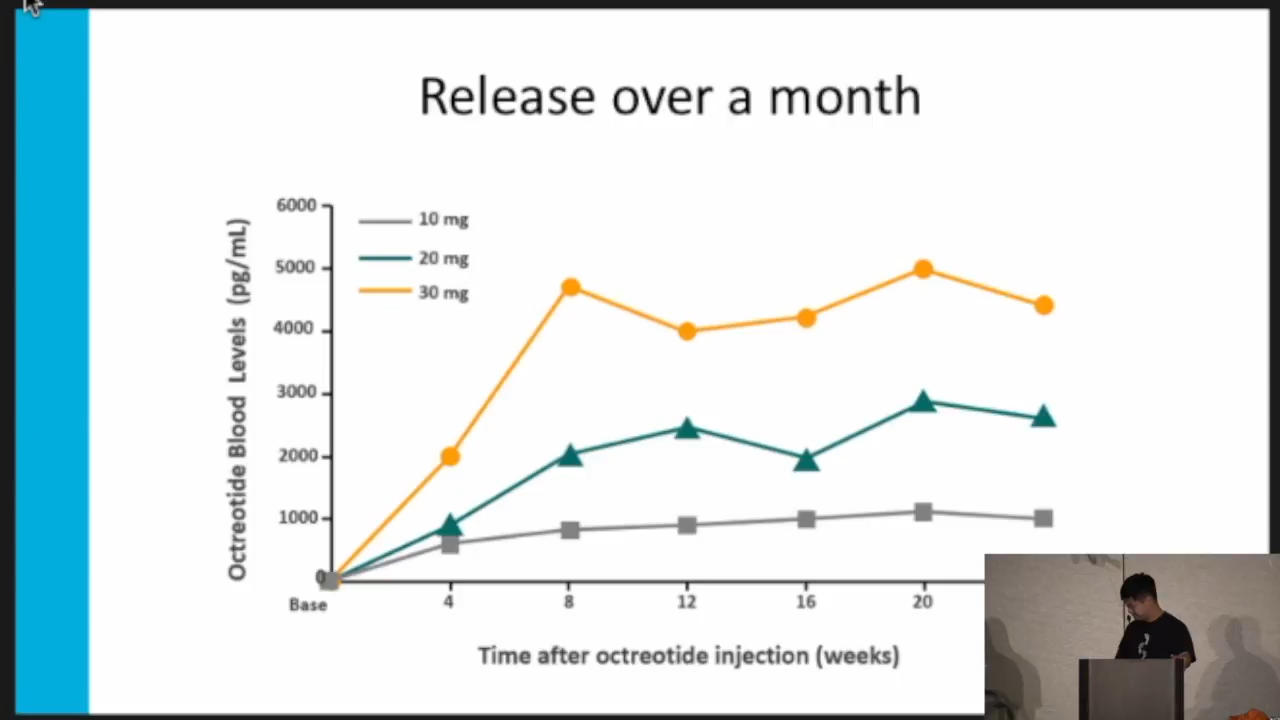 Release over a month
6000
5000
4000
3000
2000
1000
0
10 mg
20 mg
30 mg
Octreotide Blood Levels (pg/mL)
Base
4
8
12
16
20
Time after octreotide injection (weeks)